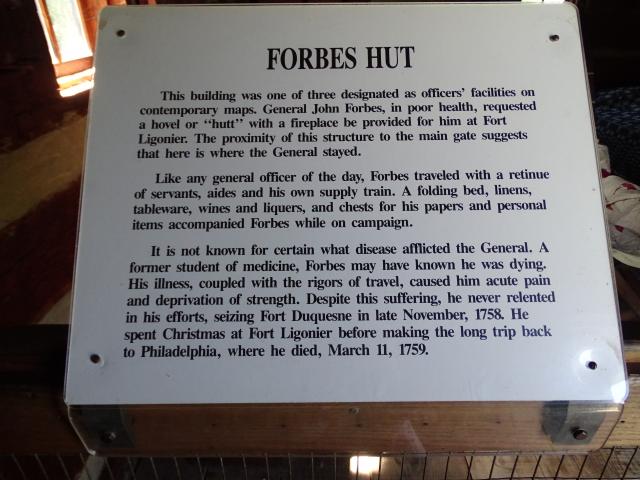 FORBES HUT
This building was one of three designated as officers' facilities on
contemporary maps. General John Forbes, in poor health, requested
a hovel or "hutt" with a fireplace be provided for him at Fort
Ligonier. The proximity of this structure to the main gate suggests
that here is where the General stayed.
Like any general officer of the day, Forbes traveled with a retinue
of servants, aides and his own supply train. A folding bed, linens,
tableware, wines and liquers, and chests for his papers and personal
items accompanied Forbes while on campaign.
It is not known for certain what disease afflicted the General. A
former student of medicine, Forbes may have known he was dying.
His illness, coupled with the rigors of travel, caused him acute pain
and deprivation of strength. Despite this suffering, he never relented
in his efforts, seizing Fort Duquesne in late November, 1758. He
spent Christmas at Fort Ligonier before making the long trip back
to Philadelphia, where he died, March 11, 1759.